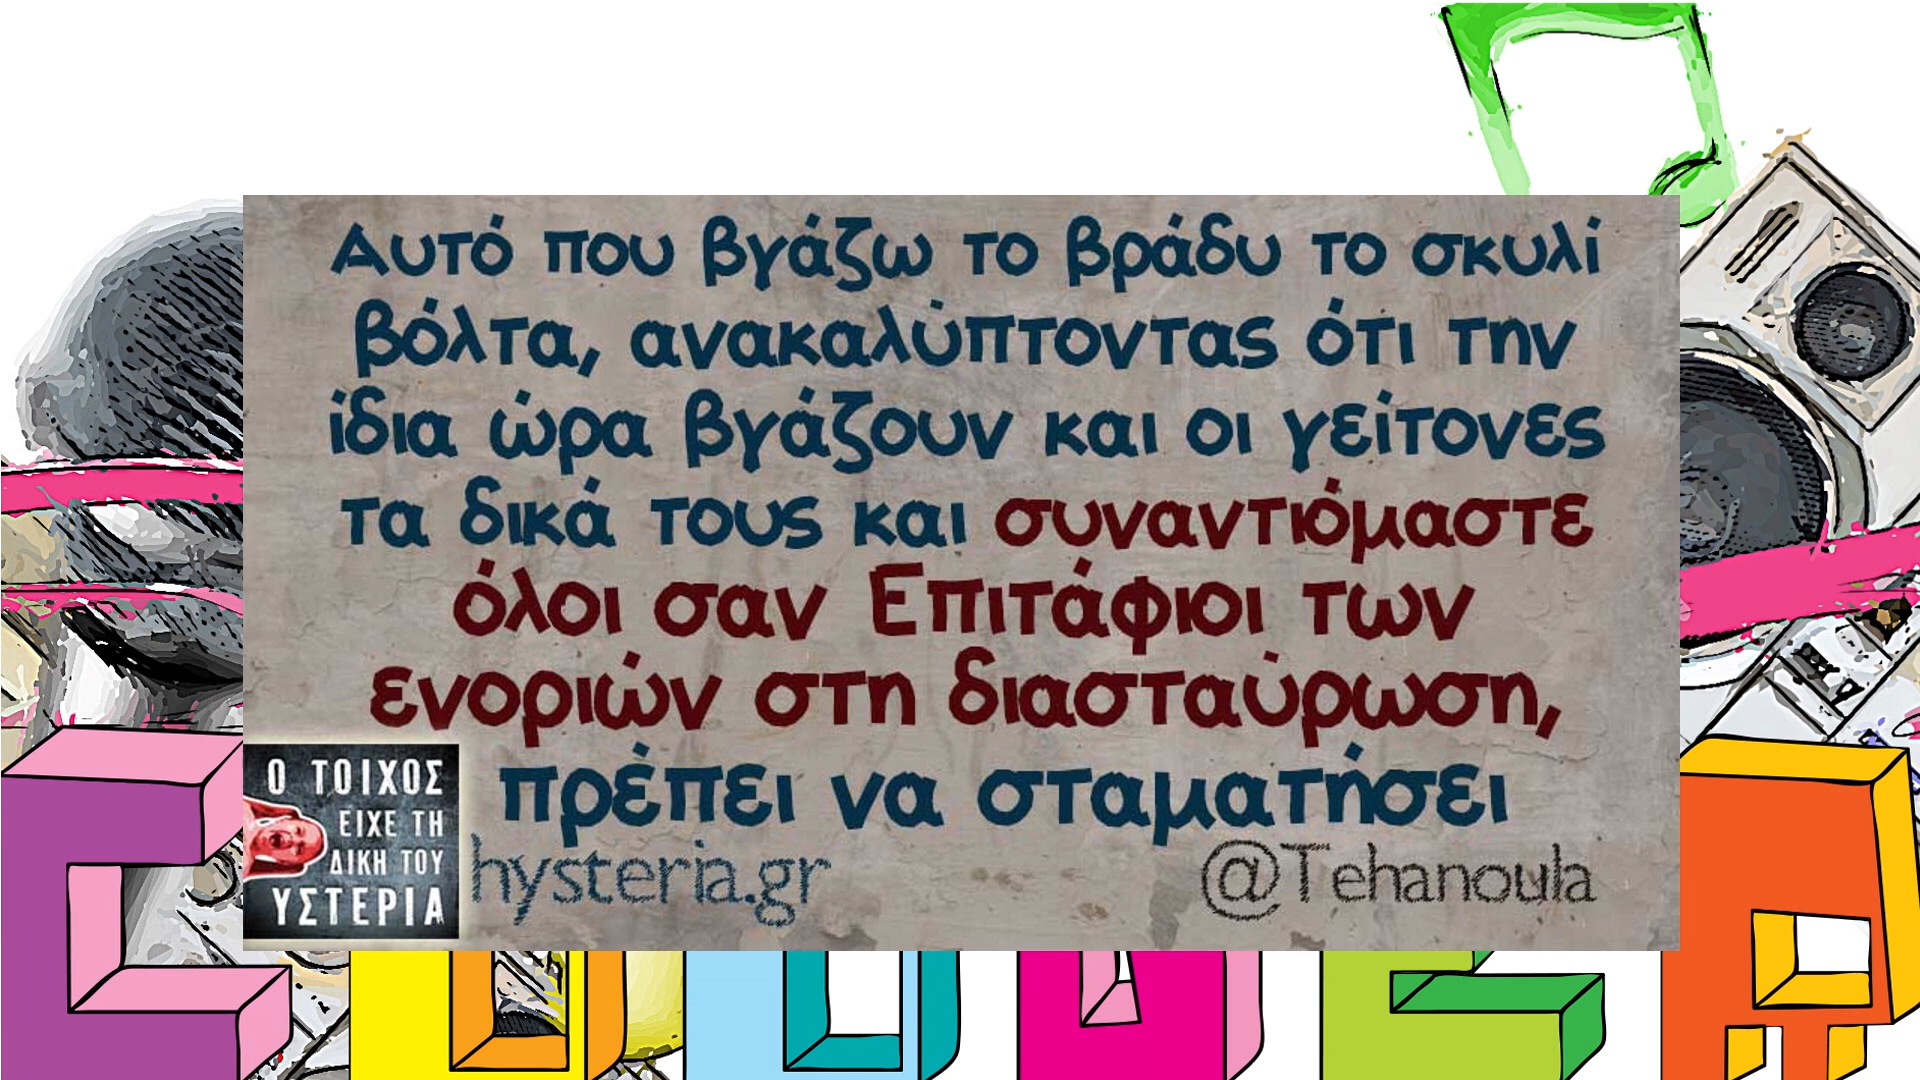 Αυτό που βγάζω το βράδυ το σκυλί
βόλτα, ανακαλύπτοντας ότι την
ίδια ώρα βγάζουν και οι γείτονες
τα δικά τους και συναντιόμαστε
όλοι σαν Επιτάφιοι των
ενοριών στη διασταύρωση,
πρέπει να σταματήσει
Ο ΤΟΙΧΟΣ
ΕΙΧΕ ΤΗ
ΔΙΚΗ ΤΟΥ
ΥΣΤΕΡΙΑ
hysteria.gr
@Tehanoula